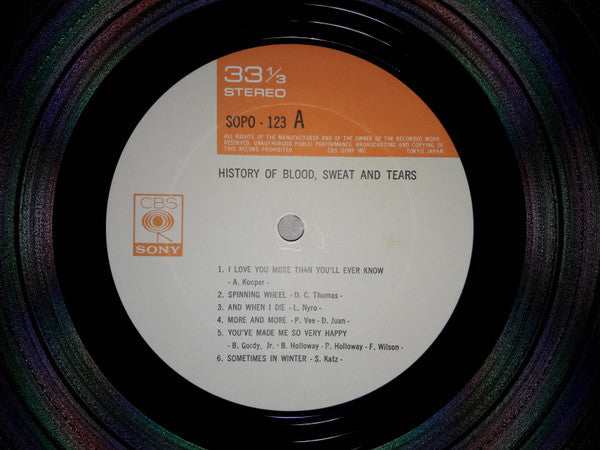 33 1/3
STEREO
SOPO - 123 A
ALL RIGHTS OF THE MANUFACTURER AND OF THE OWNER OF THE RECORDED WORK
RESERVED. UNAUTHORIZED PUBLIC PERFORMANCE, BROADCASTING AND COPYING OF
THIS RECORD PROHIBITED. CBS·SONY INC. TOKYO JAPAN
HISTORY OF BLOOD, SWEAT AND TEARS
CBS
SONY
1. I LOVE YOU MORE THAN YOU'LL EVER KNOW
- A. Kooper -
2. SPINNING WHEEL - D. C. Thomas -
3. AND WHEN I DIE - L. Nyro -
4. MORE AND MORE - P. Vee - D. Juan -
5. YOU'VE MADE ME SO VERY HAPPY
- B. Gordy, Jr. - B. Holloway - P. Holloway - F. Wilson -
6. SOMETIMES IN WINTER - S. Katz -